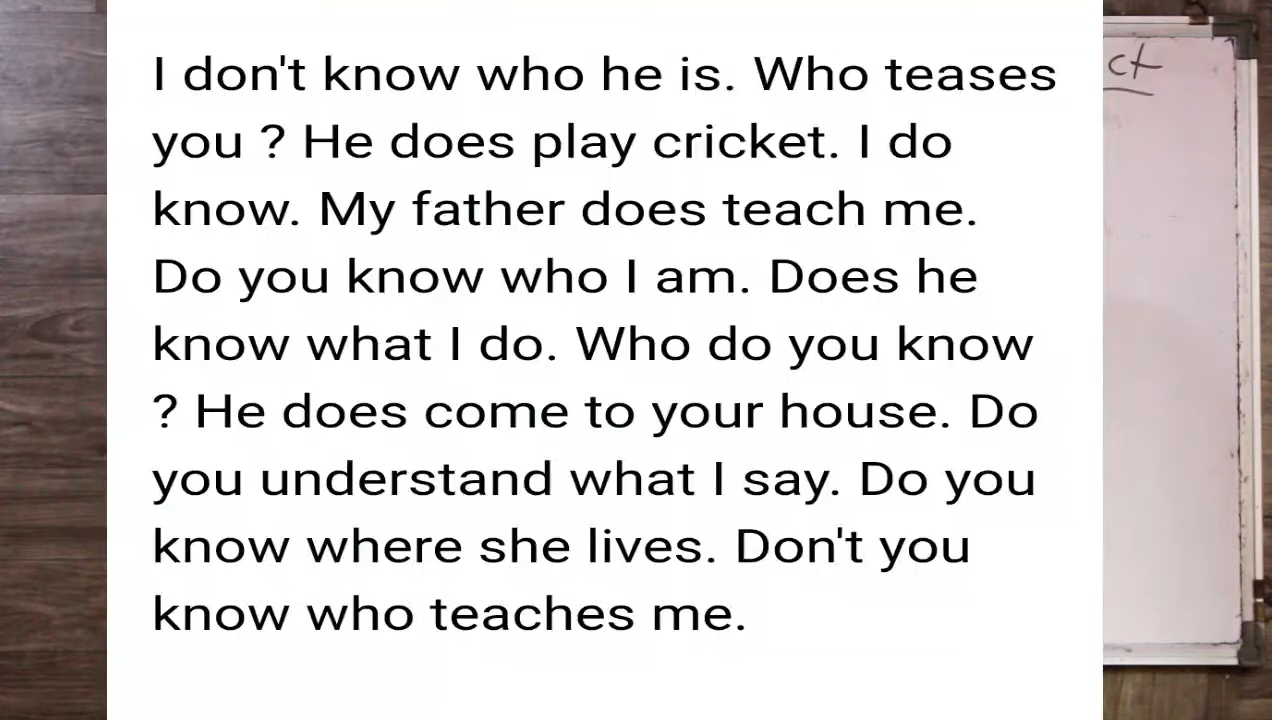 I don't know who he is. Who teases
you ? He does play cricket. I do
know. My father does teach me.
Do you know who I am. Does he
know what I do. Who do you know
? He does come to your house. Do
you understand what I say. Do you
know where she lives. Don't you
know who teaches me.
ct